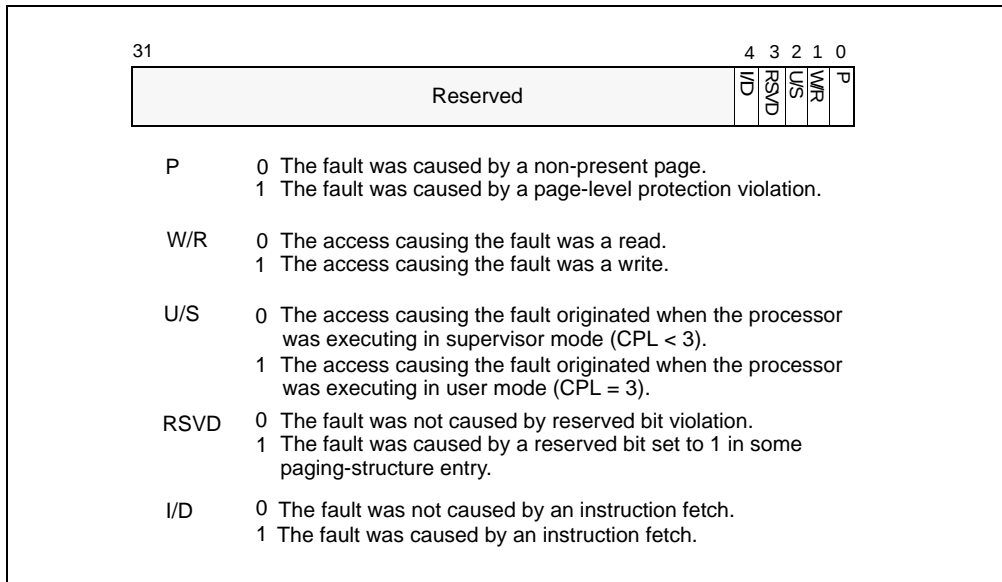 31 4 3 2 1 0
Reserved I/D RSVD U/S W/R P
P 0 The fault was caused by a non-present page.
1 The fault was caused by a page-level protection violation.
W/R 0 The access causing the fault was a read.
1 The access causing the fault was a write.
U/S 0 The access causing the fault originated when the processor
was executing in supervisor mode (CPL < 3).
1 The access causing the fault originated when the processor
was executing in user mode (CPL = 3).
RSVD 0 The fault was not caused by reserved bit violation.
1 The fault was caused by a reserved bit set to 1 in some
paging-structure entry.
I/D 0 The fault was not caused by an instruction fetch.
1 The fault was caused by an instruction fetch.